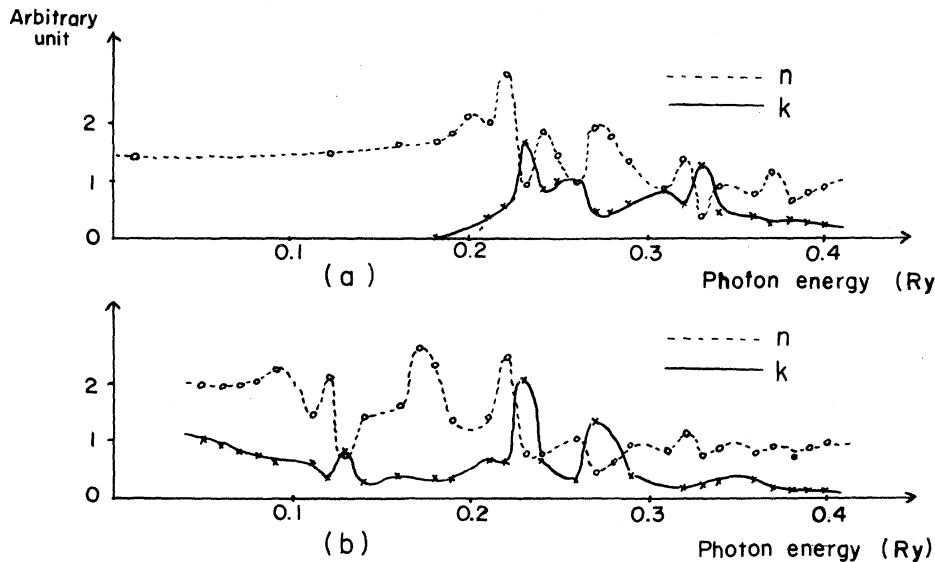 Arbitrary
unit
n
k
2
1
0
0.1
0.2
0.3
0.4
(a)
Photon energy (Ry
n
k
2
1
0
0.1
0.2
0.3
0.4
(b)
Photon energy (Ry)